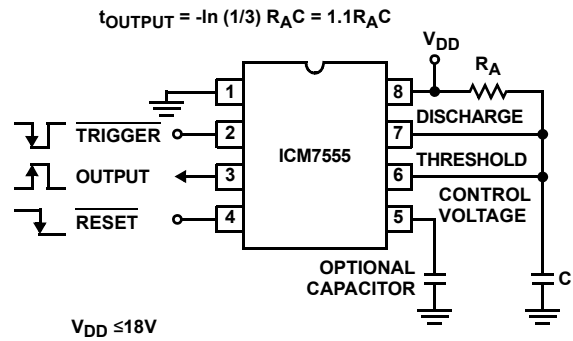 tOUTPUT = -ln (1/3) RAC = 1.1RAC
VDD
RA
1
8
DISCHARGE
TRIGGER
2
7
ICM7555
OUTPUT
3
6
THRESHOLD
CONTROL
VOLTAGE
RESET
4
5
OPTIONAL
CAPACITOR
C
VDD ≤18V